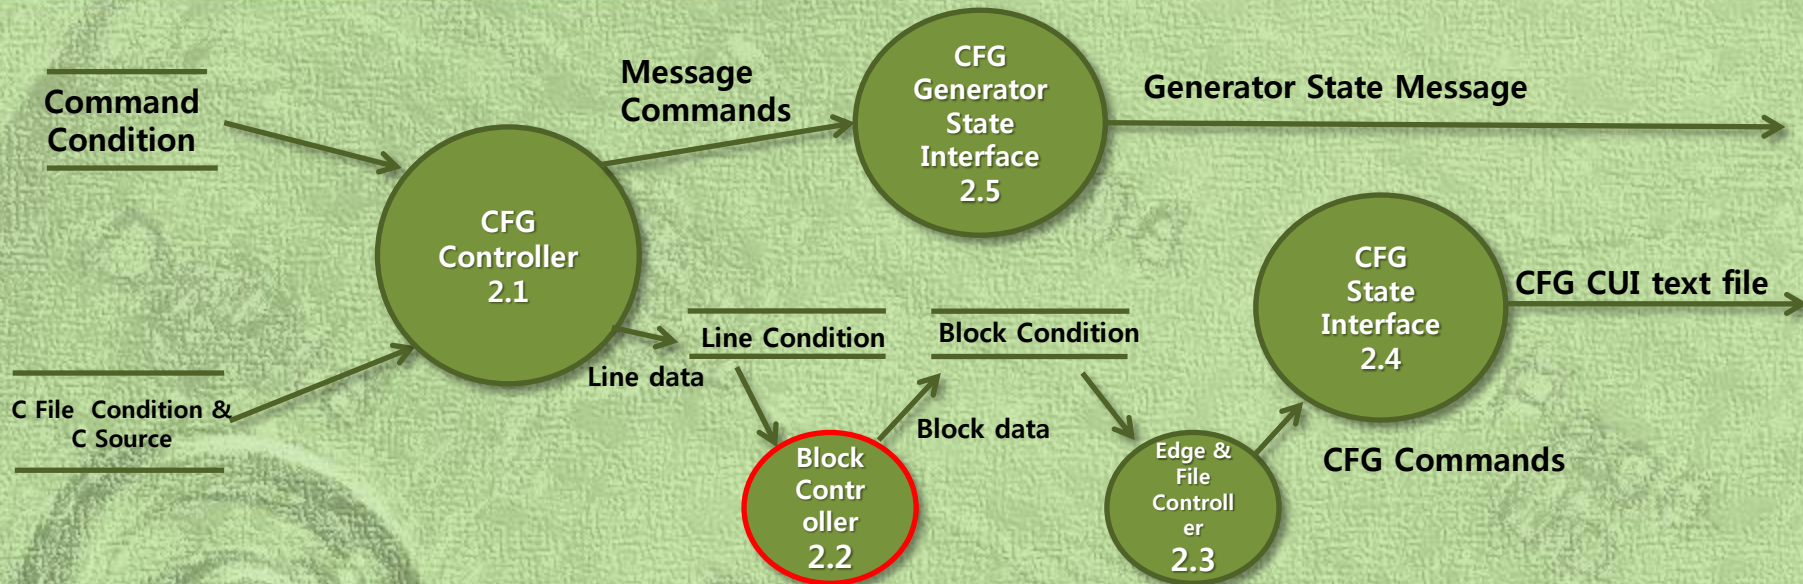 Command
Condition
C File Condition &
C Source
CFG
Controller
2.1
Message
Commands
CFG
Generator
State
Interface
2.5
Generator State Message
Line data
Line Condition
Block
Contr
oller
2.2
Block data
Block Condition
Edge &
File
Controll
er
2.3
CFG Commands
CFG
State
Interface
2.4
CFG CUI text file